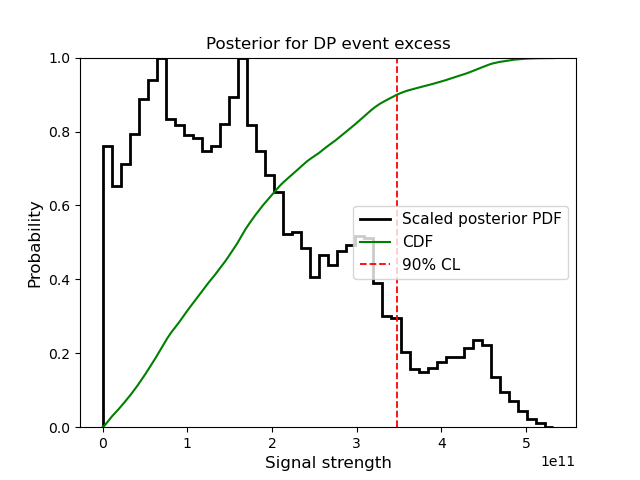 Posterior for DP event excess
Probability
1.0
0.8
0.6
0.4
0.2
0.0
Scaled posterior PDF
CDF
90% CL
0 1 2 3 4 5
1e11
Signal strength